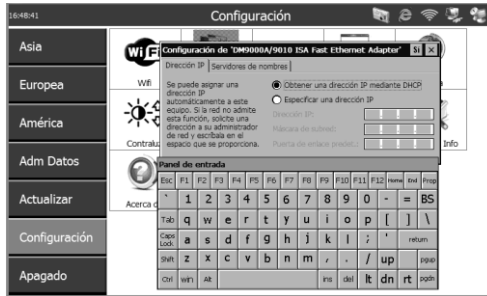 16:48:41
Configuración
Asia
Europea
América
Adm Datos
Actualizar
Configuración
Apagado
Wifi
Acerca
Info
Configuración de 'DM9000A/9010 ISA Fast Ethernet Adapter'
Dirección IP
Servidores de nombres
Se puede asignar una
dirección IP
automáticamente a este
equipo. Si la red no admite
esta función, solicite una
dirección a su administrador
de red y escríbala en el
espacio que se proporciona.
Obtener una dirección IP mediante DHCP
Especificar una dirección IP
Dirección IP:
Máscara de subred:
Puerta de enlace predet.:
Panel de entrada
Esc F1 F2 F3 F4 F5 F6 F7 F8 F9 F10 F11 F12 Home End Prop
` 1 2 3 4 5 6 7 8 9 0 - = BS
Tab q w e r t y u i o p [ ] \
Caps Lock a s d f g h j k l ; ' return
Shift z x c v b n m , . / up pgup
Ctrl win Alt ins del lt dn rt pgdn